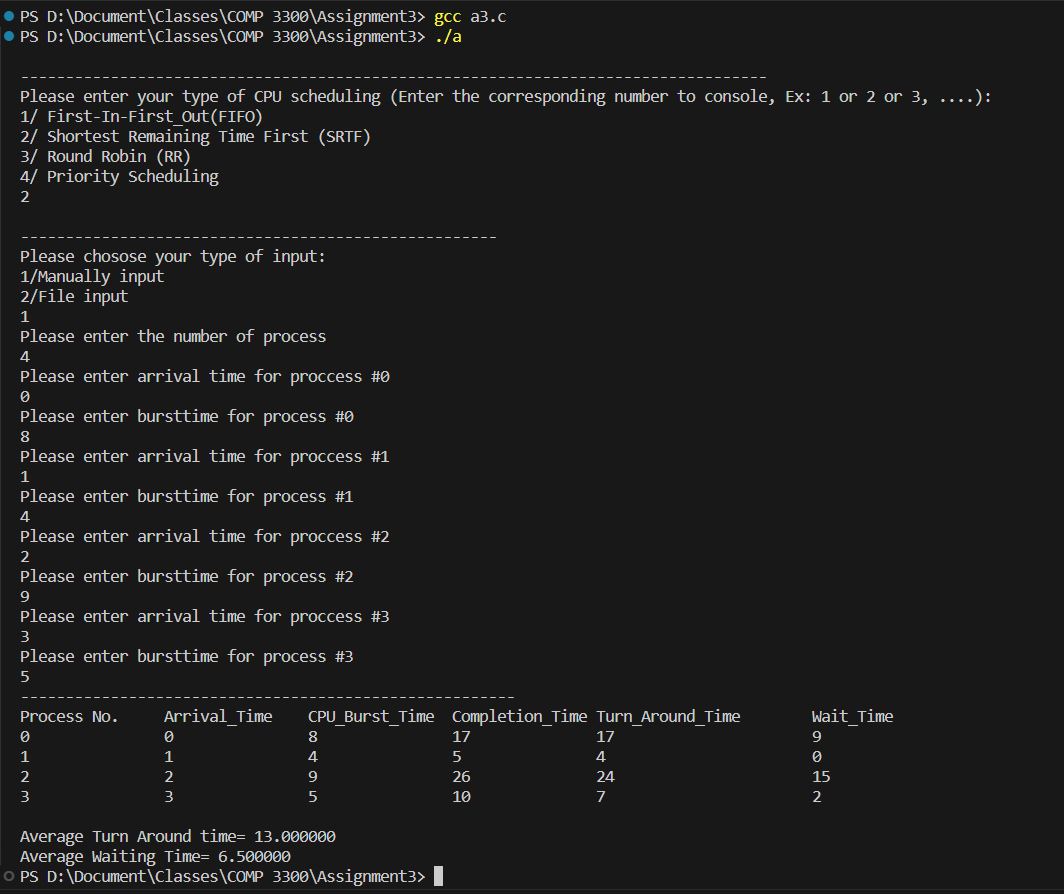 PS D:\Document\Classes\COMP 3300\Assignment3> gcc a3.c
PS D:\Document\Classes\COMP 3300\Assignment3> ./a
-----------------------------------------------------------------------------------
Please enter your type of CPU scheduling (Enter the corresponding number to console, Ex: 1 or 2 or 3, ....):
1/ First-In-First_Out(FIFO)
2/ Shortest Remaining Time First (SRTF)
3/ Round Robin (RR)
4/ Priority Scheduling
2
-----------------------------------------------------
Please chosose your type of input:
1/Manually input
2/File input
1
Please enter the number of process
4
Please enter arrival time for proccess #0
0
Please enter bursttime for process #0
8
Please enter arrival time for proccess #1
1
Please enter bursttime for process #1
4
Please enter arrival time for proccess #2
2
Please enter bursttime for process #2
9
Please enter arrival time for proccess #3
3
Please enter bursttime for process #3
5
-------------------------------------------------------
Process No. Arrival_Time CPU_Burst_Time Completion_Time Turn_Around_Time Wait_Time
0 0 8 17 17 9
1 1 4 5 4 0
2 2 9 26 24 15
3 3 5 10 7 2
Average Turn Around time= 13.000000
Average Waiting Time= 6.500000
PS D:\Document\Classes\COMP 3300\Assignment3>